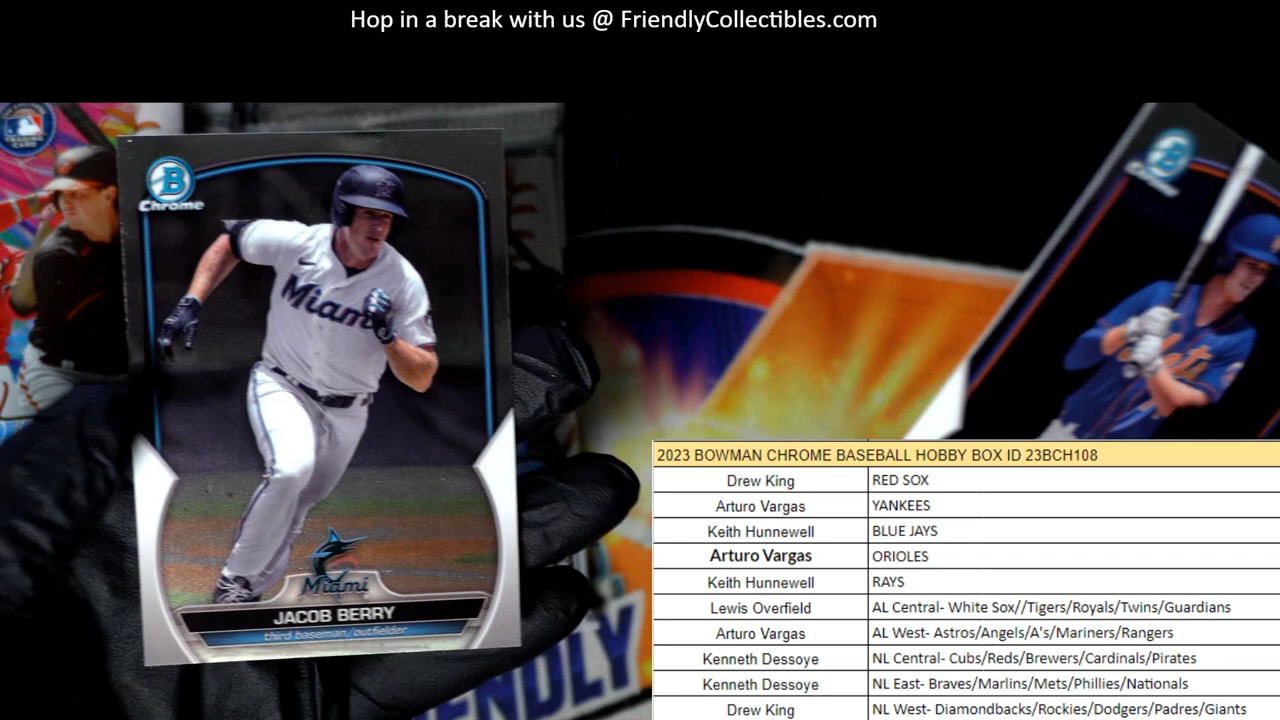 Hop in a break with us @ FriendlyCollectibles.com
B
Chrome
Miami
Miami
JACOB BERRY
third baseman/outfielder
B
Chrome
Mets
NDLY
2023 BOWMAN CHROME BASEBALL HOBBY BOX ID 23BCH108
Drew King RED SOX
Arturo Vargas YANKEES
Keith Hunnewell BLUE JAYS
Arturo Vargas ORIOLES
Keith Hunnewell RAYS
Lewis Overfield AL Central- White Sox//Tigers/Royals/Twins/Guardians
Arturo Vargas AL West- Astros/Angels/A's/Mariners/Rangers
Kenneth Dessoye NL Central- Cubs/Reds/Brewers/Cardinals/Pirates
Kenneth Dessoye NL East- Braves/Marlins/Mets/Phillies/Nationals
Drew King NL West- Diamondbacks/Rockies/Dodgers/Padres/Giants